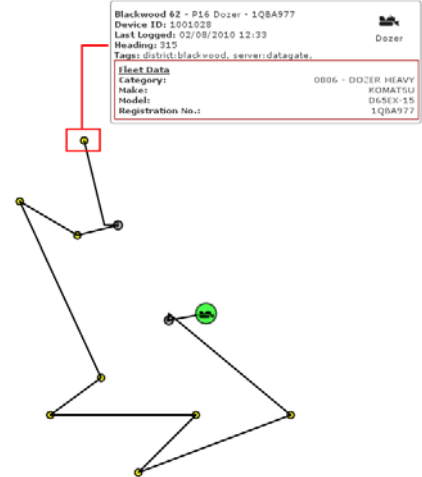 Blackwood 62 - P16 Dozer - 1QBA977
Device ID: 1001028
Last Logged: 02/08/2010 12:33
Heading: 315
Dozer
Tags: district:blackwood, server:datagate,
Fleet Data
Category: 0806 - DOZER HEAVY
Make: KOMATSU
Model: D65EX-15
Registration No.: 1QBA977